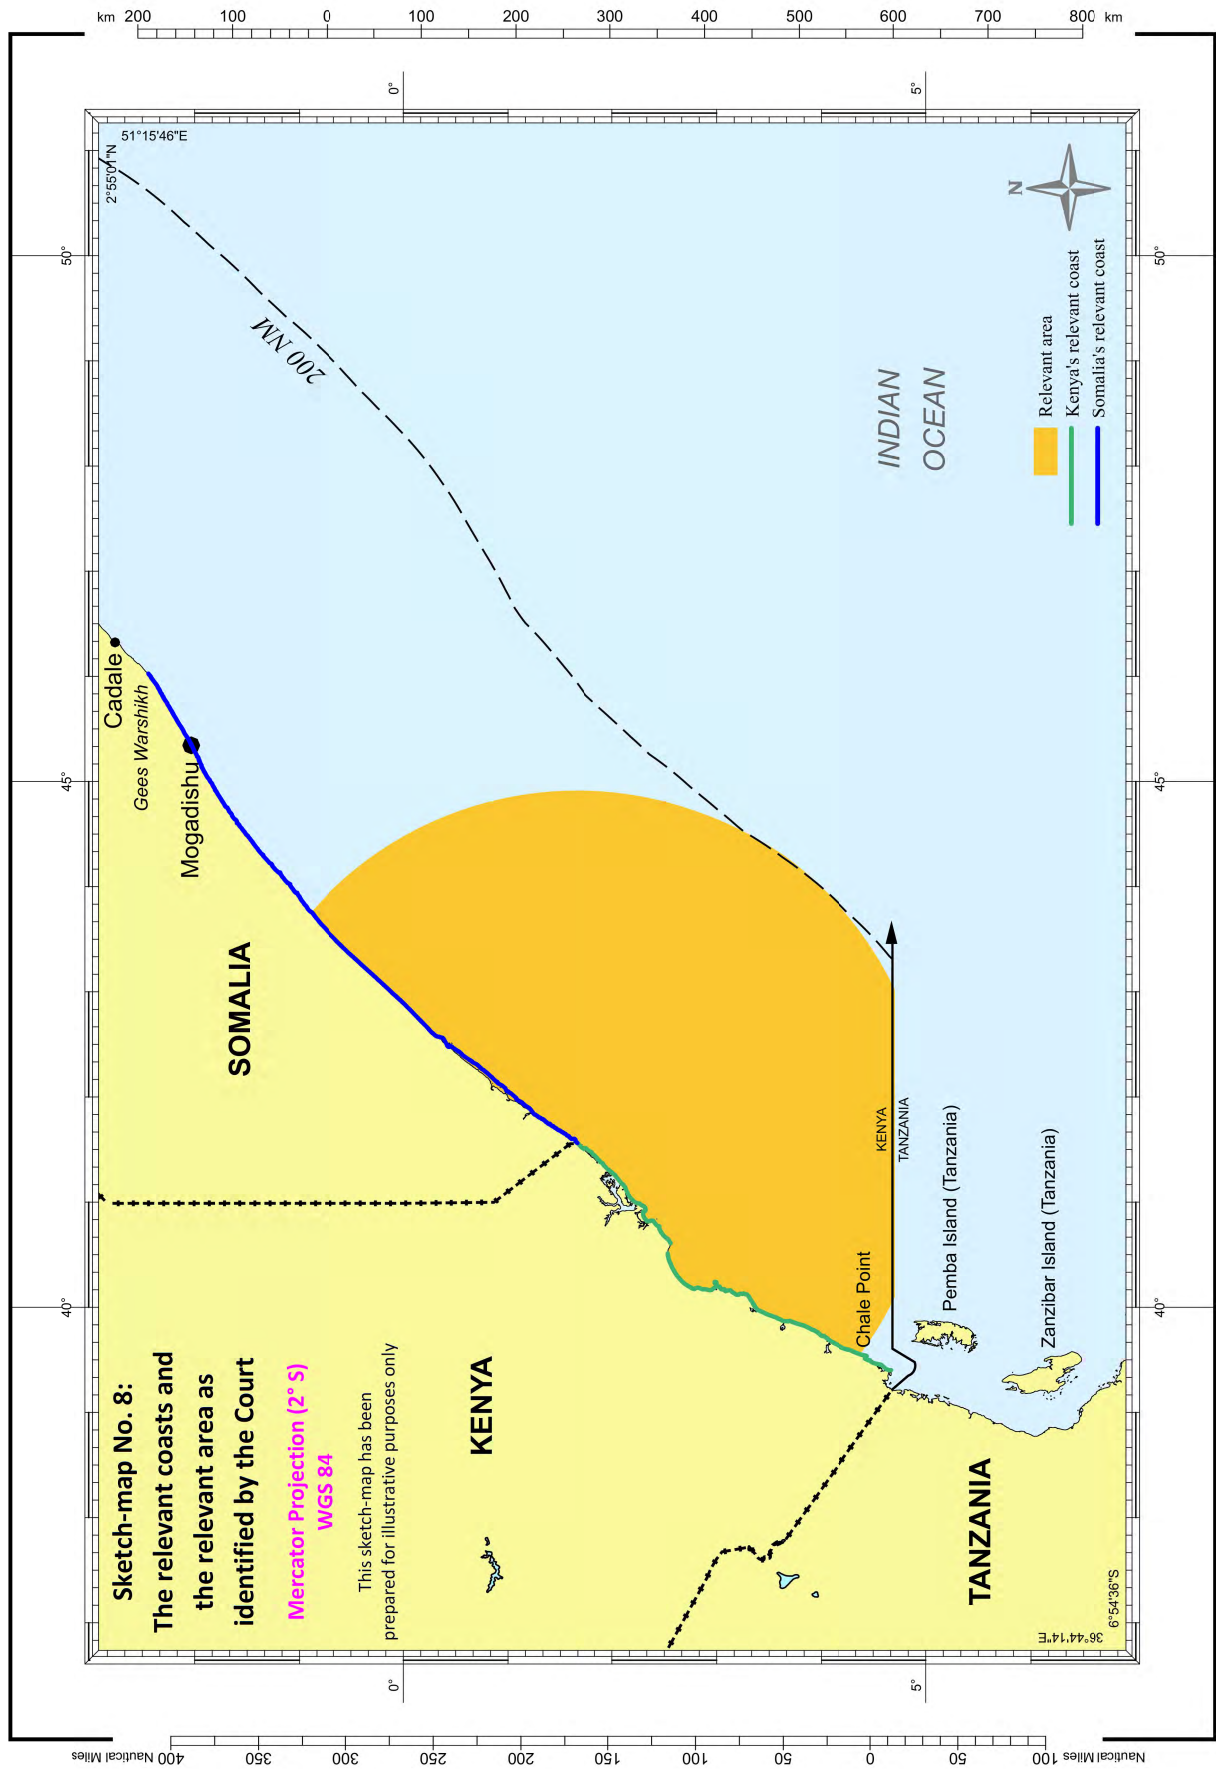 Sketch-map No. 8:
The relevant coasts and
the relevant area as
identified by the Court
Mercator Projection (2° S)
WGS 84
This sketch-map has been
prepared for illustrative purposes only
km 200 100 0 100 200 300 400 500 600 700 800 km
Nautical Miles 400 350 300 250 200 150 100 50 0 50 100 Nautical Miles
40°
45°
50°
40°
45°
50°
0°
5°
0°
5°
2°55'01"N
51°15'46"E
36°44'14"E
6°54'36"S
SOMALIA
KENYA
TANZANIA
Cadale
Gees Warshikh
Mogadishu
200 NM
Chale Point
KENYA
TANZANIA
Pemba Island (Tanzania)
Zanzibar Island (Tanzania)
INDIAN
OCEAN
N
Relevant area
Kenya's relevant coast
Somalia's relevant coast